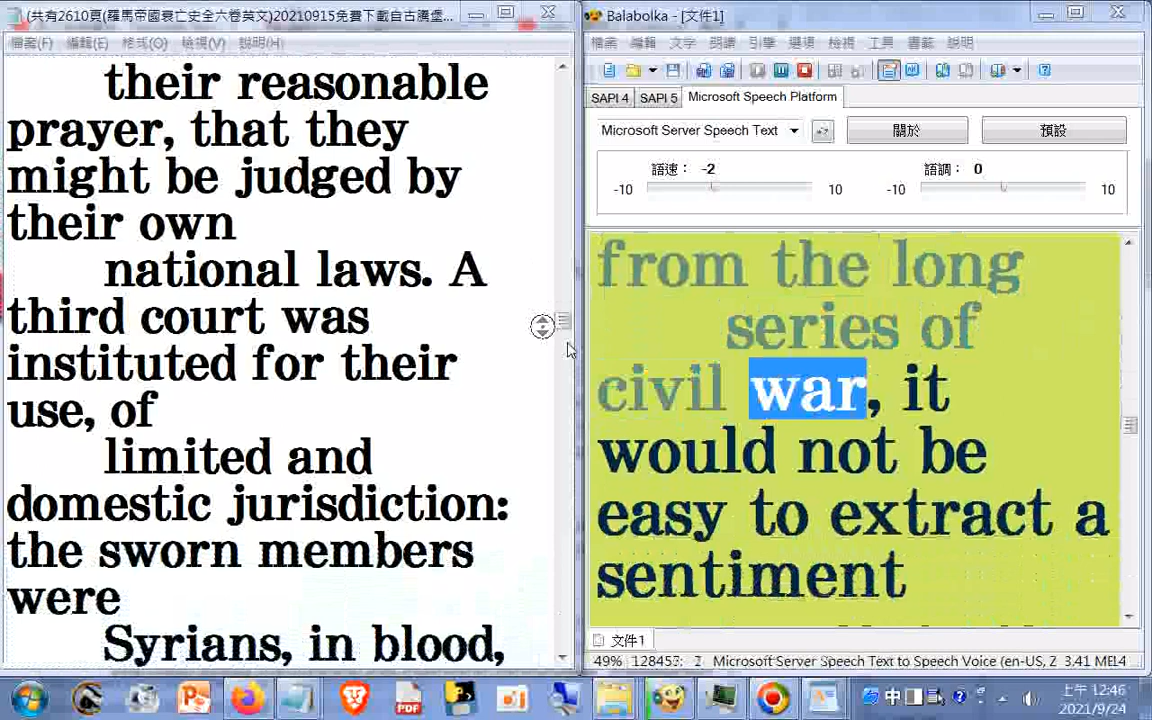 (共有2610頁(羅馬帝國衰亡史全六卷英文)20210915免費下載自古騰堡...
檔案(F) 編輯(E) 格式(O) 檢視(V) 說明(H)
their reasonable
prayer, that they
might be judged by
their own
national laws. A
third court was
instituted for their
use, of
limited and
domestic jurisdiction:
the sworn members
were
Syrians, in blood,
Balabolka - [文件1]
檔案 編輯 文字 朗讀 引擎 選項 檢視 工具 書籤 說明
SAPI 4 SAPI 5 Microsoft Speech Platform
Microsoft Server Speech Text 關於 預設
語速: -2 語調: 0
-10 10 -10 10
from the long
series of
civil war, it
would not be
easy to extract a
sentiment
文件1
49% 128457: Microsoft Server Speech Text to Speech Voice (en-US, Z 3.41 ME
中
上午 12:46
2021/9/24